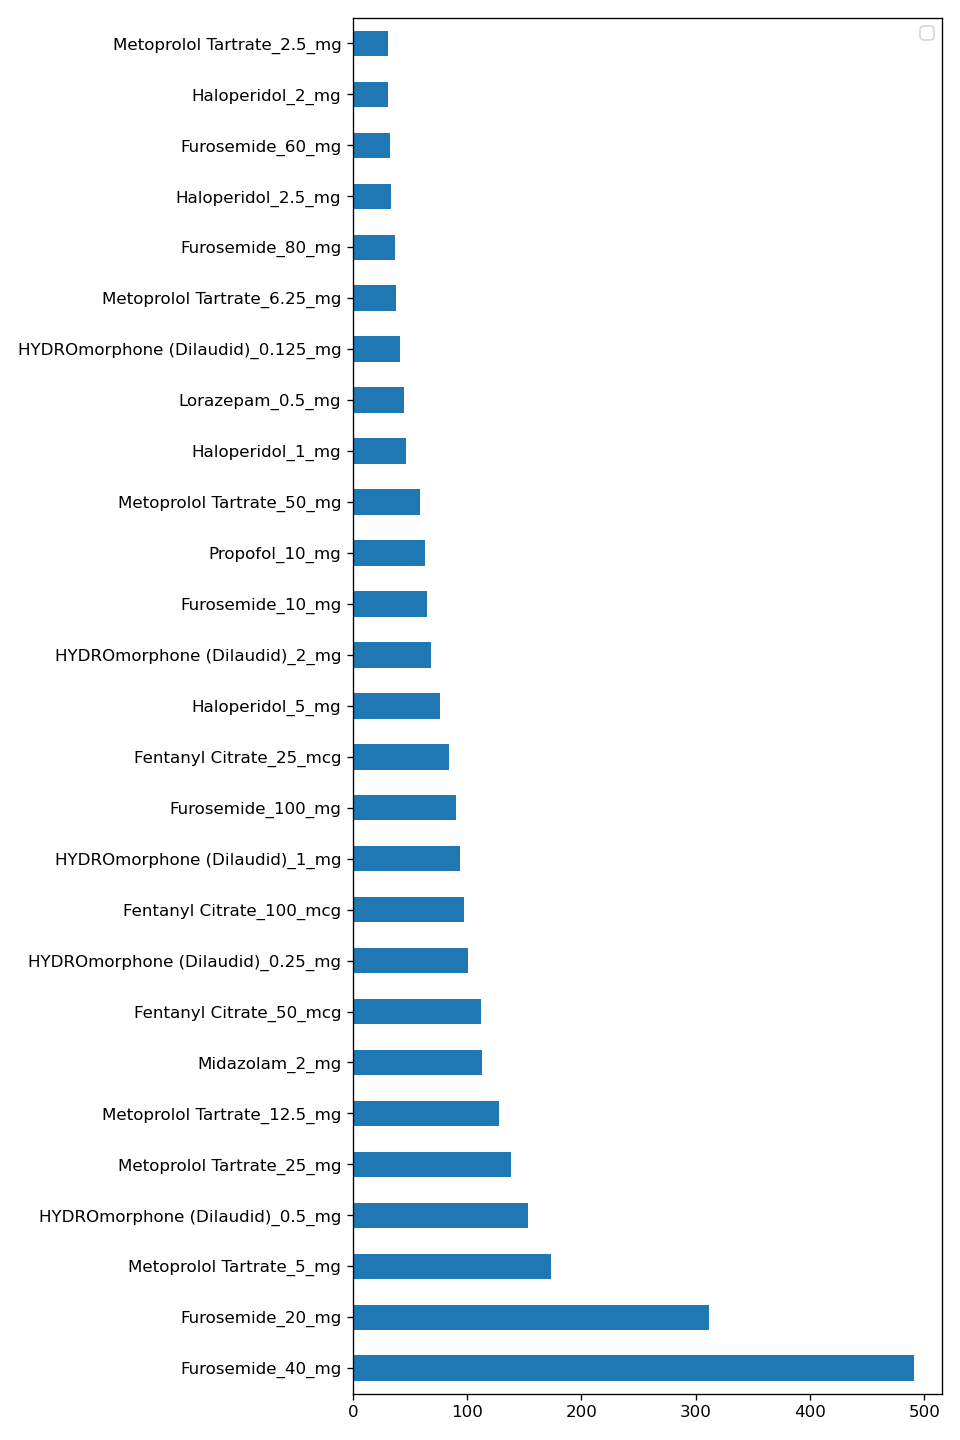 Metoprolol Tartrate_2.5_mg
Haloperidol_2_mg
Furosemide_60_mg
Haloperidol_2.5_mg
Furosemide_80_mg
Metoprolol Tartrate_6.25_mg
HYDROmorphone (Dilaudid)_0.125_mg
Lorazepam_0.5_mg
Haloperidol_1_mg
Metoprolol Tartrate_50_mg
Propofol_10_mg
Furosemide_10_mg
HYDROmorphone (Dilaudid)_2_mg
Haloperidol_5_mg
Fentanyl Citrate_25_mcg
Furosemide_100_mg
HYDROmorphone (Dilaudid)_1_mg
Fentanyl Citrate_100_mcg
HYDROmorphone (Dilaudid)_0.25_mg
Fentanyl Citrate_50_mcg
Midazolam_2_mg
Metoprolol Tartrate_12.5_mg
Metoprolol Tartrate_25_mg
HYDROmorphone (Dilaudid)_0.5_mg
Metoprolol Tartrate_5_mg
Furosemide_20_mg
Furosemide_40_mg
0 100 200 300 400 500